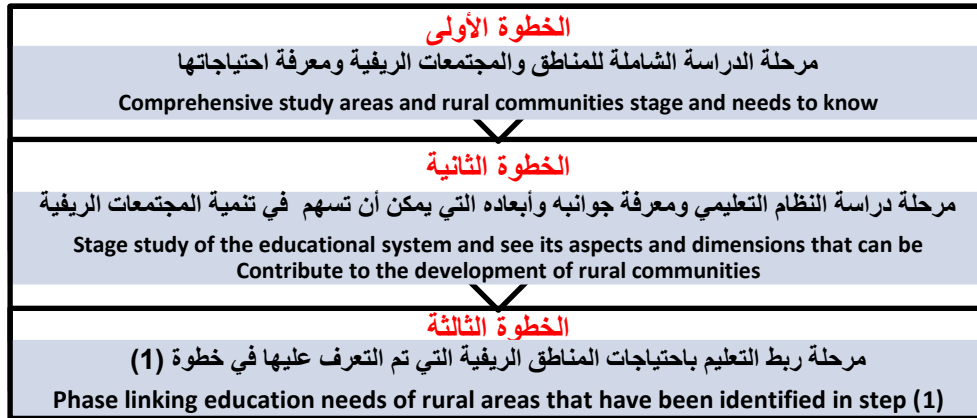 الخطوة الأولى
مرحلة الدراسة الشاملة للمناطق والمجتمعات الريفية ومعرفة احتياجاتها
Comprehensive study areas and rural communities stage and needs to know
الخطوة الثانية
مرحلة دراسة النظام التعليمي ومعرفة جوانبه وأبعاده التي يمكن أن تسهم في تنمية المجتمعات الريفية
Stage study of the educational system and see its aspects and dimensions that can be
Contribute to the development of rural communities
الخطوة الثالثة
مرحلة ربط التعليم باحتياجات المناطق الريفية التي تم التعرف عليها في خطوة (1)
Phase linking education needs of rural areas that have been identified in step (1)